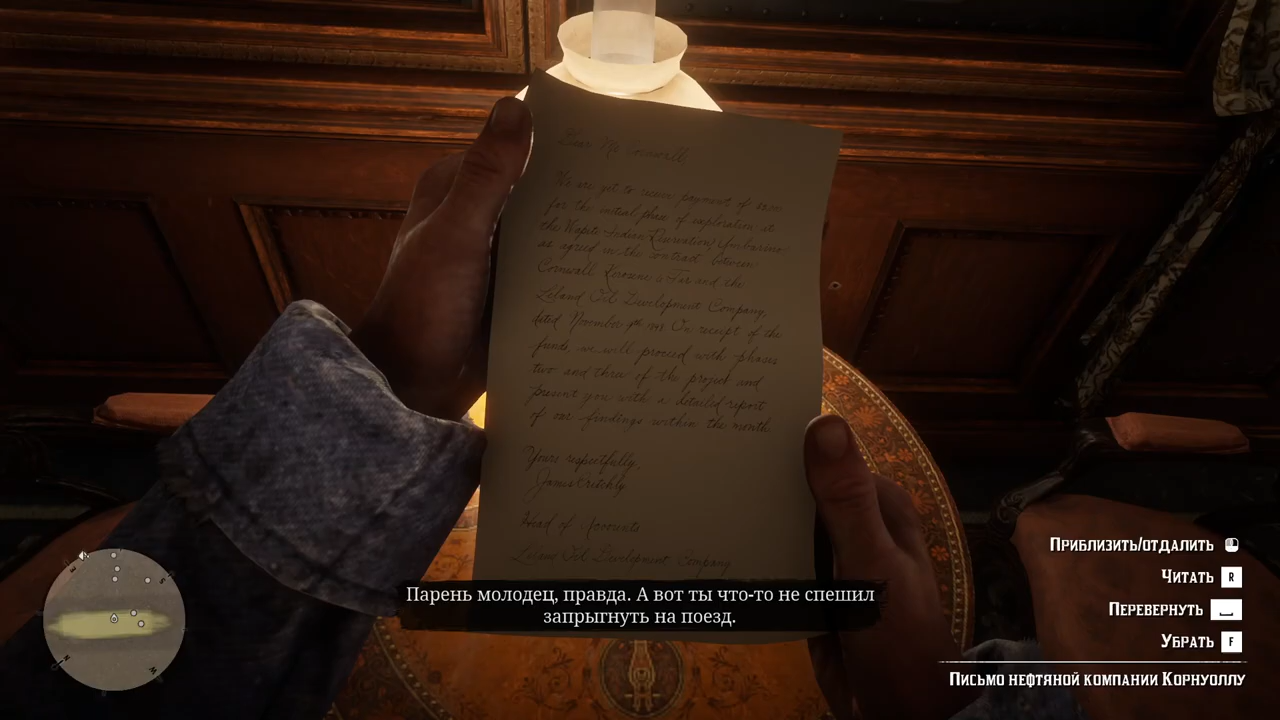 Dear Mr Cornwall
We are yet to receive payment of
for the initial phase of exploration at
the Wapiti Indian Reservation, Ambarino
as agreed in the contract between
Cornwall Kerosene & Tar and the
Leland Oil Development Company,
dated November 9th 1898 On receipt of the
funds, we will proceed with phases
two and three of the project and
present you with a detailed report
of our findings within the month
Yours respectfully,
James Critchly
Head of Accounts
Leland Oil Development Company
Парень молодец, правда. А вот ты что-то не спешил
запрыгнуть на поезд.
Приблизить/отдалить
Читать R
Перевернуть
Убрать F
Письмо нефтяной компании Корнуоллу